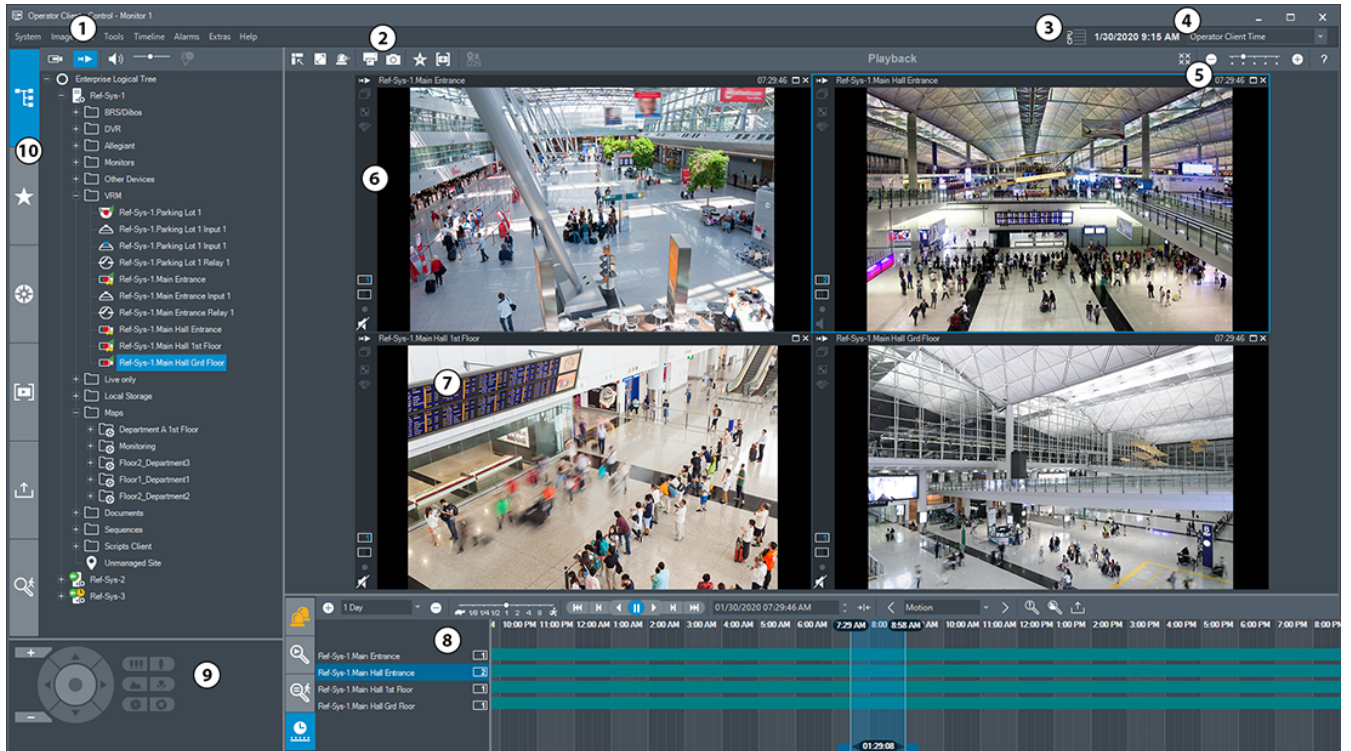 Operator Client - Control - Monitor 1
1
System Image Tools Timeline Alarms Extras Help
2
3
1/30/2020 9:15 AM
4
Operator Client Time
Playback
5
?
Enterprise Logical Tree
Ref-Sys-1
BRS/Dibos
DVR
Allegiant
Monitors
Other Devices
VRM
Ref-Sys-1.Parking Lot 1
Ref-Sys-1.Parking Lot 1 Input 1
Ref-Sys-1.Parking Lot 1 Input 1
Ref-Sys-1.Parking Lot 1 Relay 1
Ref-Sys-1.Main Entrance
Ref-Sys-1.Main Entrance Input 1
Ref-Sys-1.Main Entrance Relay 1
Ref-Sys-1.Main Hall Entrance
Ref-Sys-1.Main Hall 1st Floor
Ref-Sys-1.Main Hall Grd Floor
Live only
Local Storage
Maps
Department A 1st Floor
Monitoring
Floor2_Department3
Floor1_Department1
Floor2_Department2
Documents
Sequences
Scripts Client
Unmanaged Site
Ref-Sys-2
Ref-Sys-3
10
Ref-Sys-1.Main Entrance 07:29:46
Ref-Sys-1.Main Hall Entrance 07:29:46
6
Ref-Sys-1.Main Hall 1st Floor 07:29:46
Ref-Sys-1.Main Hall Grd Floor 07:29:46
7
1 Day
1/8 1/4 1/2 1 2 4 8
01/30/2020 07:29:46 AM
Motion
8
10:00 PM 11:00 PM 12:00 AM 1:00 AM 2:00 AM 3:00 AM 4:00 AM 5:00 AM 6:00 AM 7:29 AM 8:00 8:58 AM AM 10:00 AM 11:00 AM 12:00 PM 1:00 PM 2:00 PM 3:00 PM 4:00 PM 5:00 PM 6:00 PM 7:00 PM 8:00 PM
Ref-Sys-1.Main Entrance 1
Ref-Sys-1.Main Hall Entrance 2
Ref-Sys-1.Main Hall 1st Floor 1
Ref-Sys-1.Main Hall Grd Floor 1
01:29:08
9